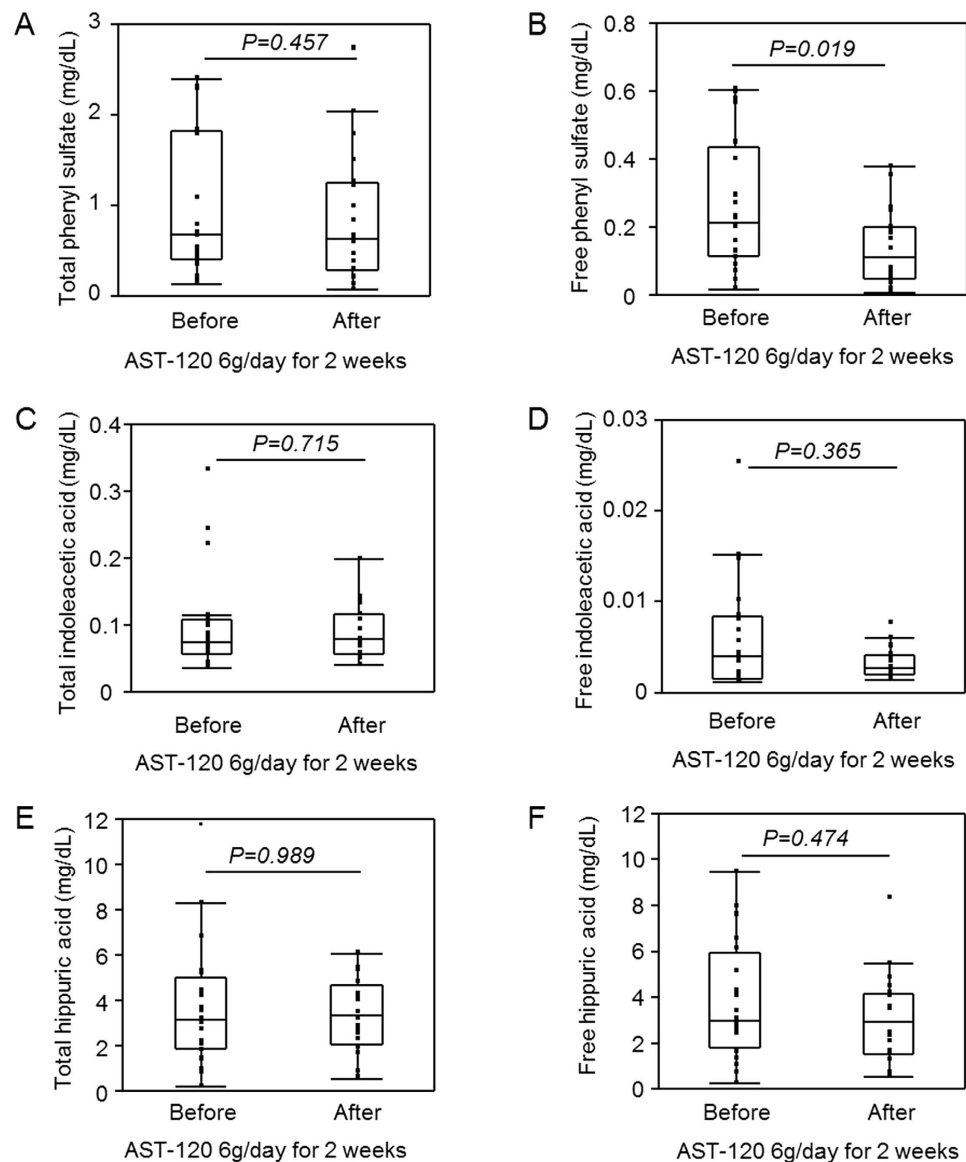 A
Total phenyl sulfate (mg/dL)
3
2
1
0
P=0.457
Before
After
AST-120 6g/day for 2 weeks
B
Free phenyl sulfate (mg/dL)
0.8
0.6
0.4
0.2
0
P=0.019
Before
After
AST-120 6g/day for 2 weeks
C
Total indoleacetic acid (mg/dL)
0.4
0.3
0.2
0.1
0
P=0.715
Before
After
AST-120 6g/day for 2 weeks
D
Free indoleacetic acid (mg/dL)
0.03
0.02
0.01
0
P=0.365
Before
After
AST-120 6g/day for 2 weeks
E
Total hippuric acid (mg/dL)
12
10
8
6
4
2
0
P=0.989
Before
After
AST-120 6g/day for 2 weeks
F
Free hippuric acid (mg/dL)
12
10
8
6
4
2
0
P=0.474
Before
After
AST-120 6g/day for 2 weeks